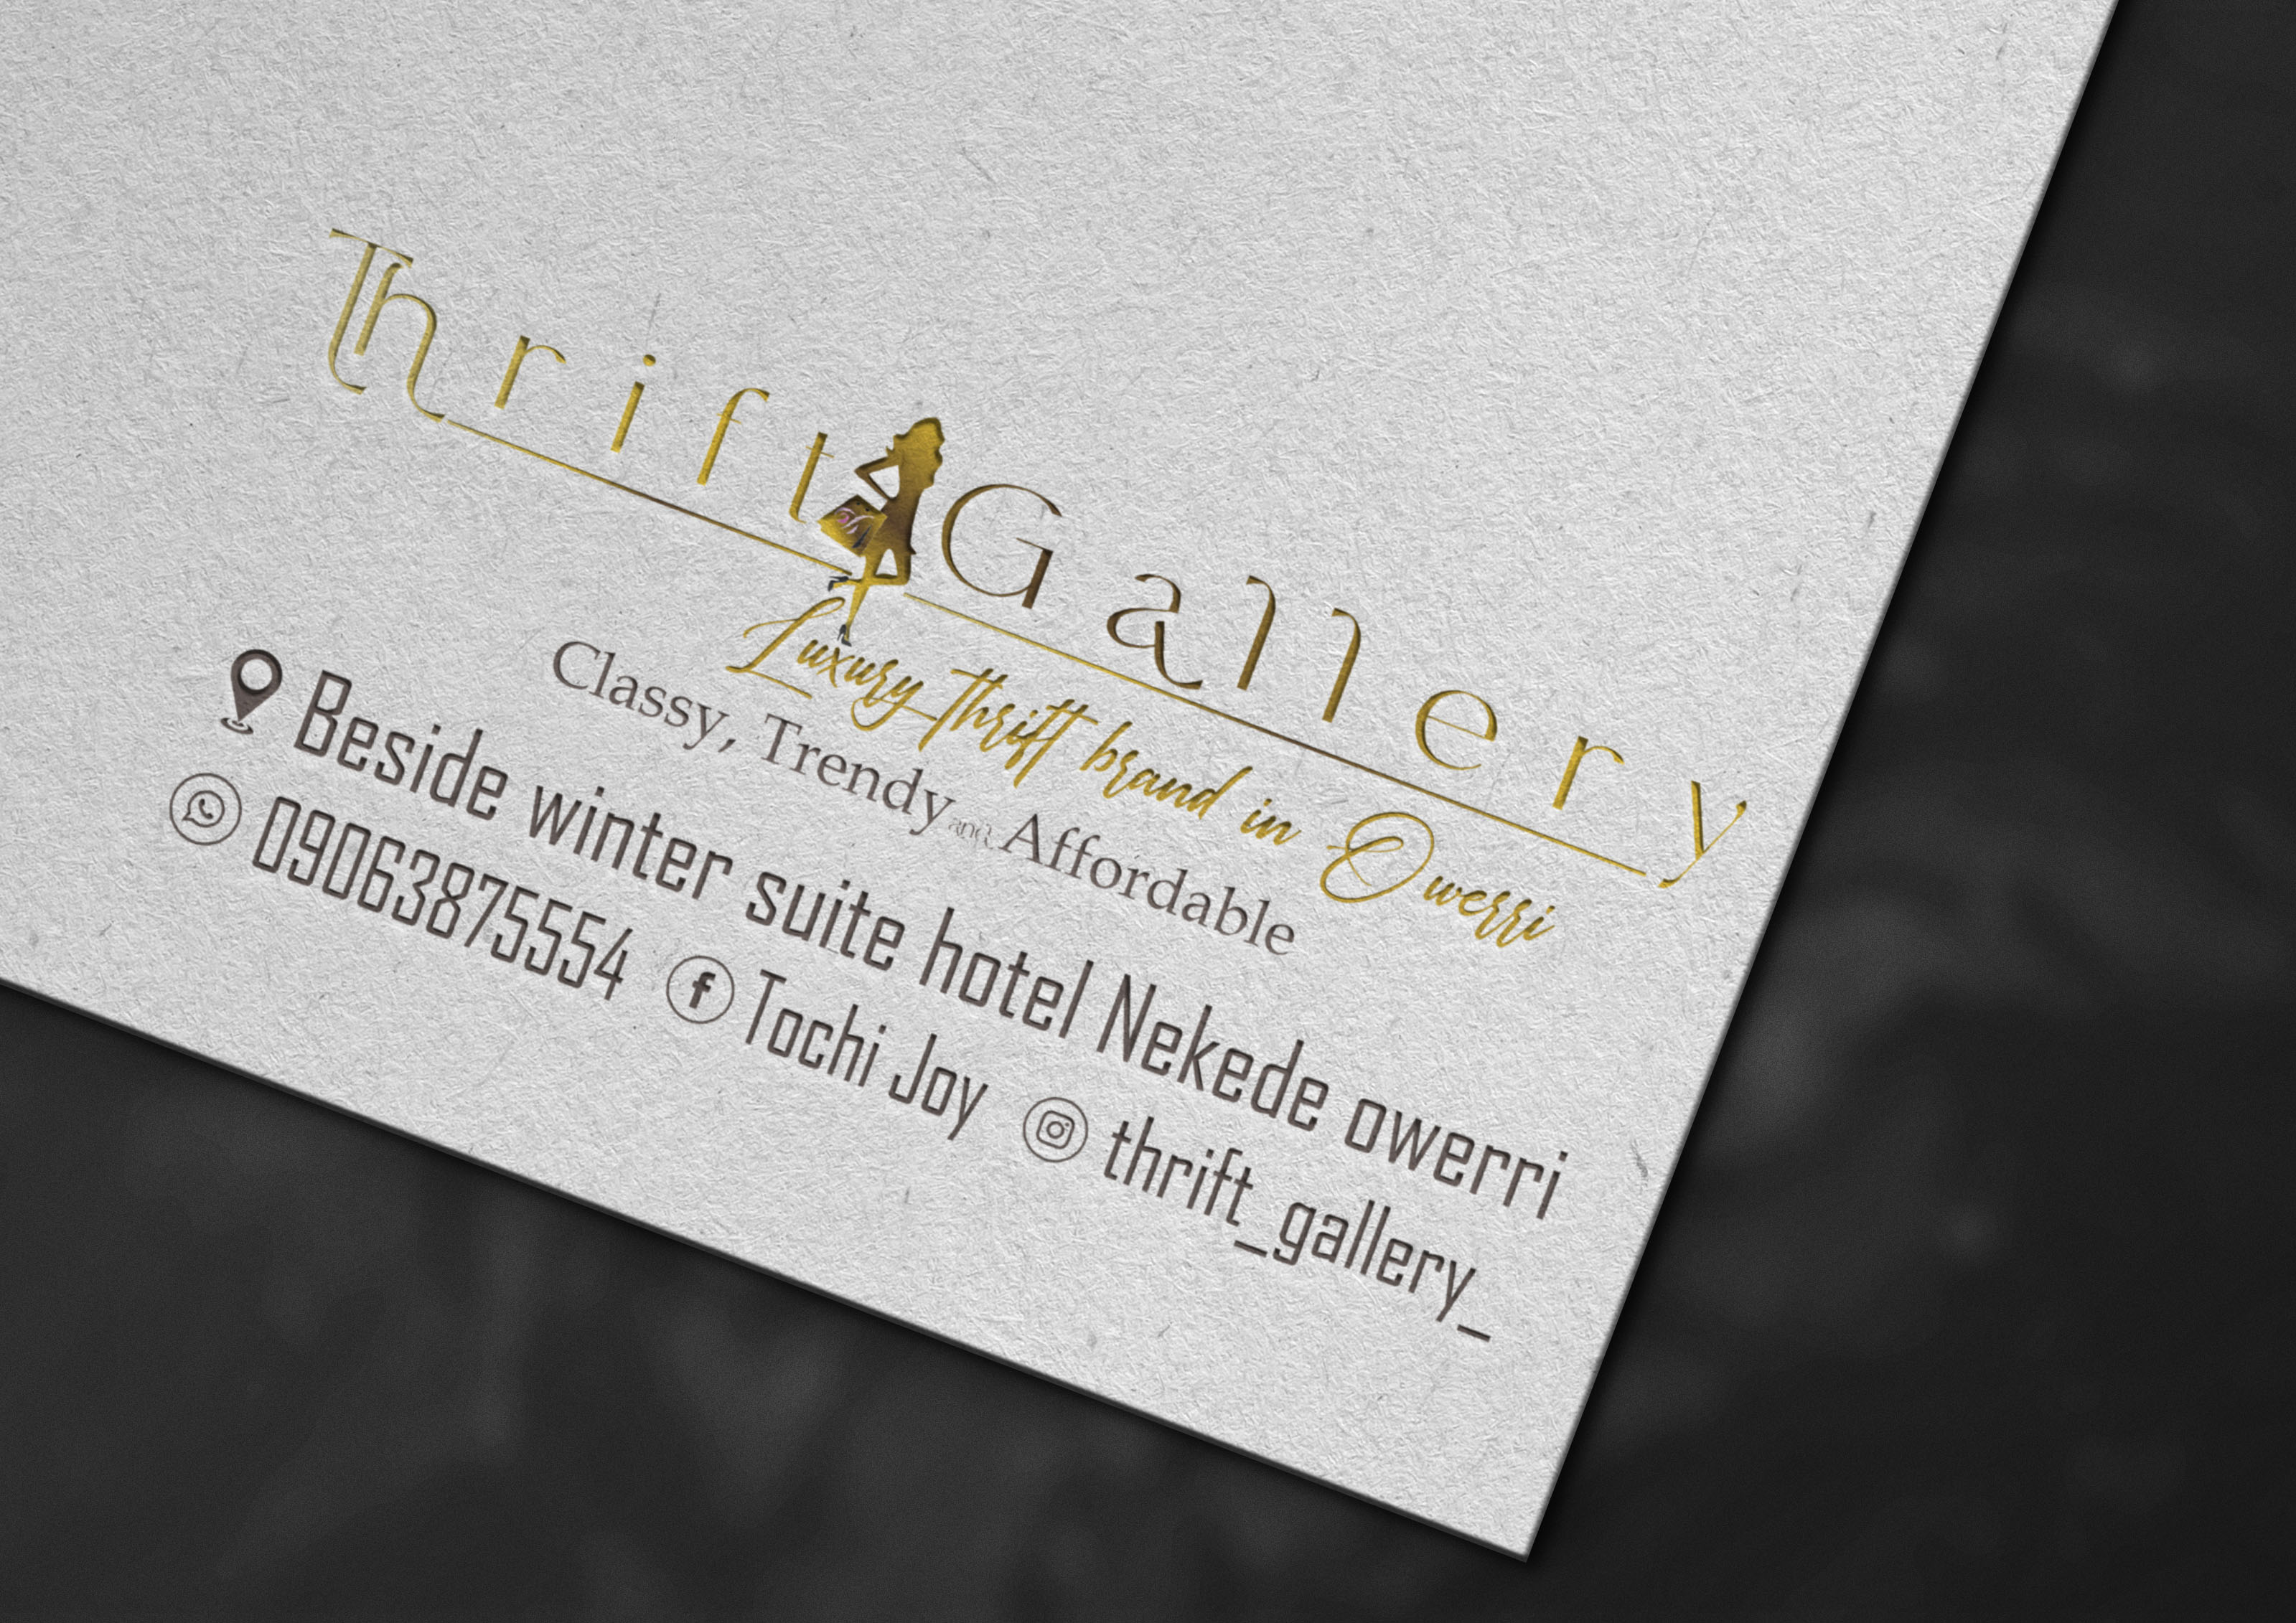 Thrift Gallery
Luxury thrift brand in Owerri
Classy, Trendy and Affordable
Beside winter suite hotel Nekede owerri
09063875554 Tochi Joy thrift_gallery_